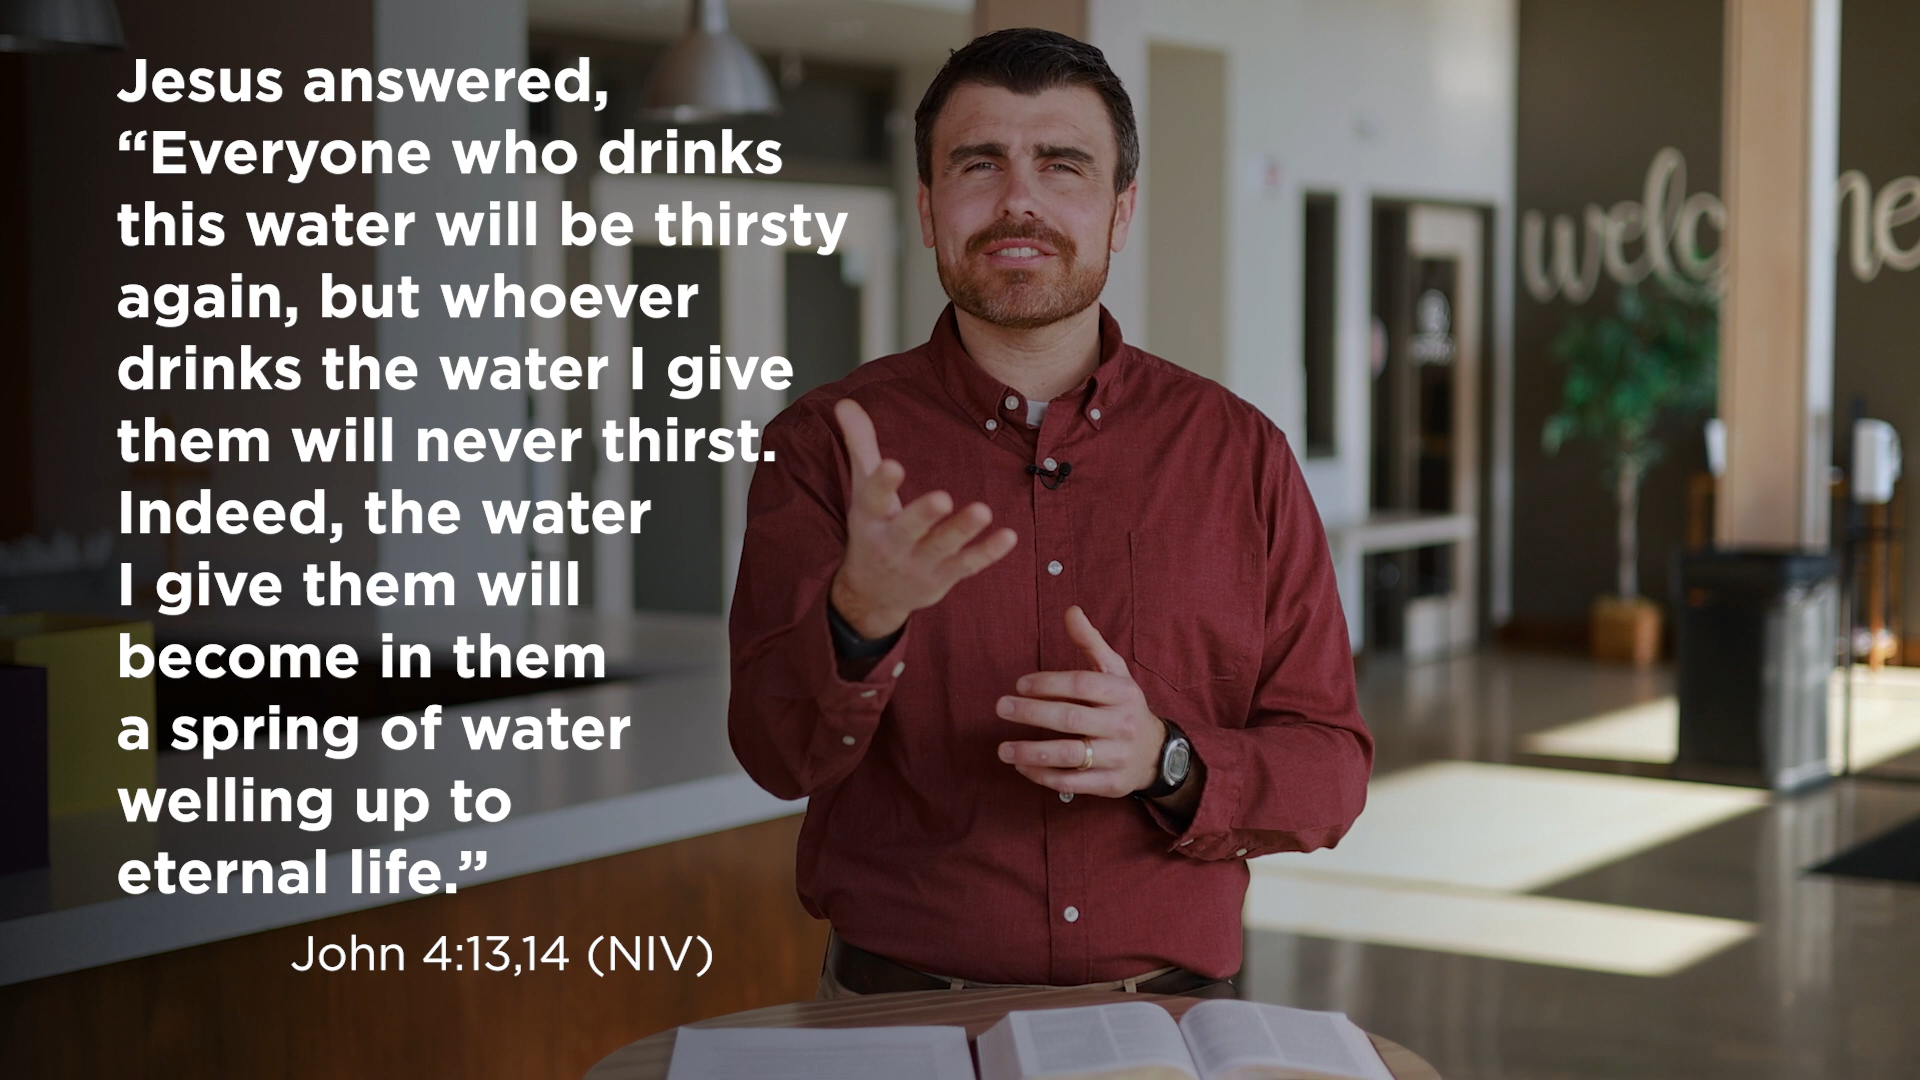 Jesus answered,
“Everyone who drinks
this water will be thirsty
again, but whoever
drinks the water I give
them will never thirst.
Indeed, the water
I give them will
become in them
a spring of water
welling up to
eternal life.”
John 4:13,14 (NIV)